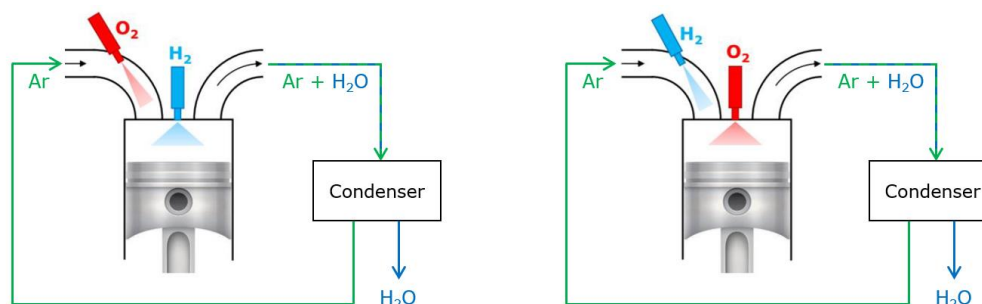 O₂
H₂
Ar
Ar + H₂O
Condenser
H₂O
H₂
O₂
Ar
Ar + H₂O
Condenser
H₂O